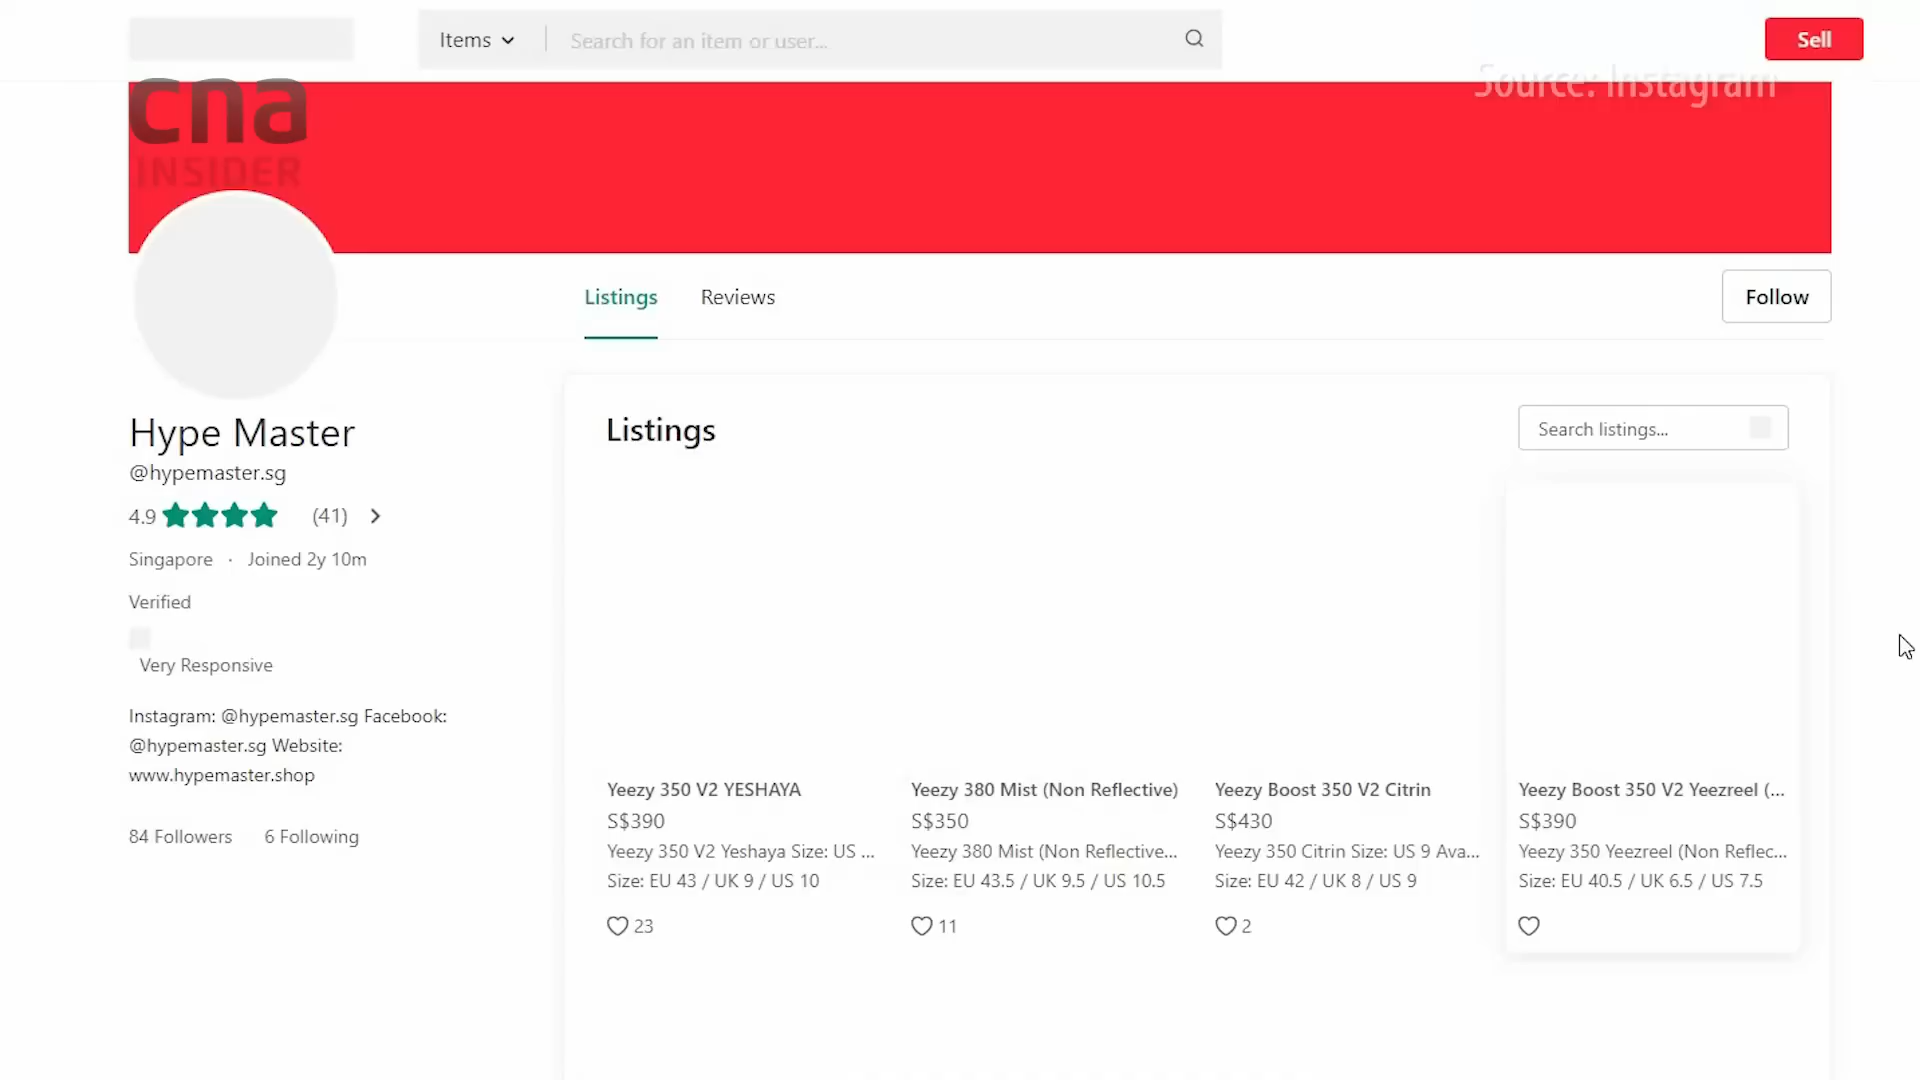 Items
Search for an item or user...
Sell
Source: Instagram
cna
INSIDER
Listings
Reviews
Follow
Hype Master
@hypemaster.sg
4.9
(41)
Singapore · Joined 2y 10m
Verified
Very Responsive
Instagram: @hypemaster.sg Facebook:
@hypemaster.sg Website:
www.hypemaster.shop
84 Followers
6 Following
Listings
Search listings...
Yeezy 350 V2 YESHAYA
S$390
Yeezy 350 V2 Yeshaya Size: US ...
Size: EU 43 / UK 9 / US 10
23
Yeezy 380 Mist (Non Reflective)
S$350
Yeezy 380 Mist (Non Reflective...
Size: EU 43.5 / UK 9.5 / US 10.5
11
Yeezy Boost 350 V2 Citrin
S$430
Yeezy 350 Citrin Size: US 9 Ava...
Size: EU 42 / UK 8 / US 9
2
Yeezy Boost 350 V2 Yeezreel (...
S$390
Yeezy 350 Yeezreel (Non Reflec...
Size: EU 40.5 / UK 6.5 / US 7.5